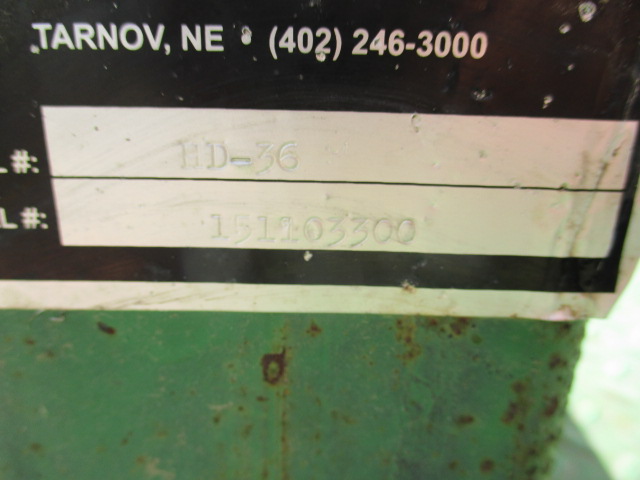 TARNOV, NE • (402) 246-3000
L #: HD-36
L #: 151103300